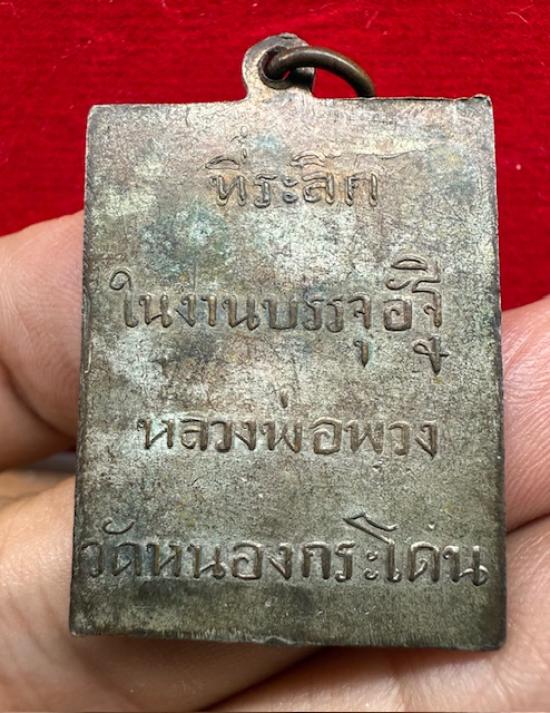 ที่ระลึก
ในงานบรรจุอัฐิ
หลวงพ่อพวง
วัดหนองกระโดน